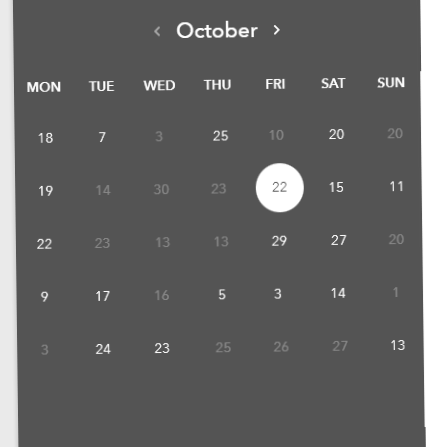 ‹ October ›
MON TUE WED THU FRI SAT SUN
18 7 3 25 10 20 20
19 14 30 23 22 15 11
22 23 13 13 29 27 20
9 17 16 5 3 14 1
3 24 23 25 26 27 13